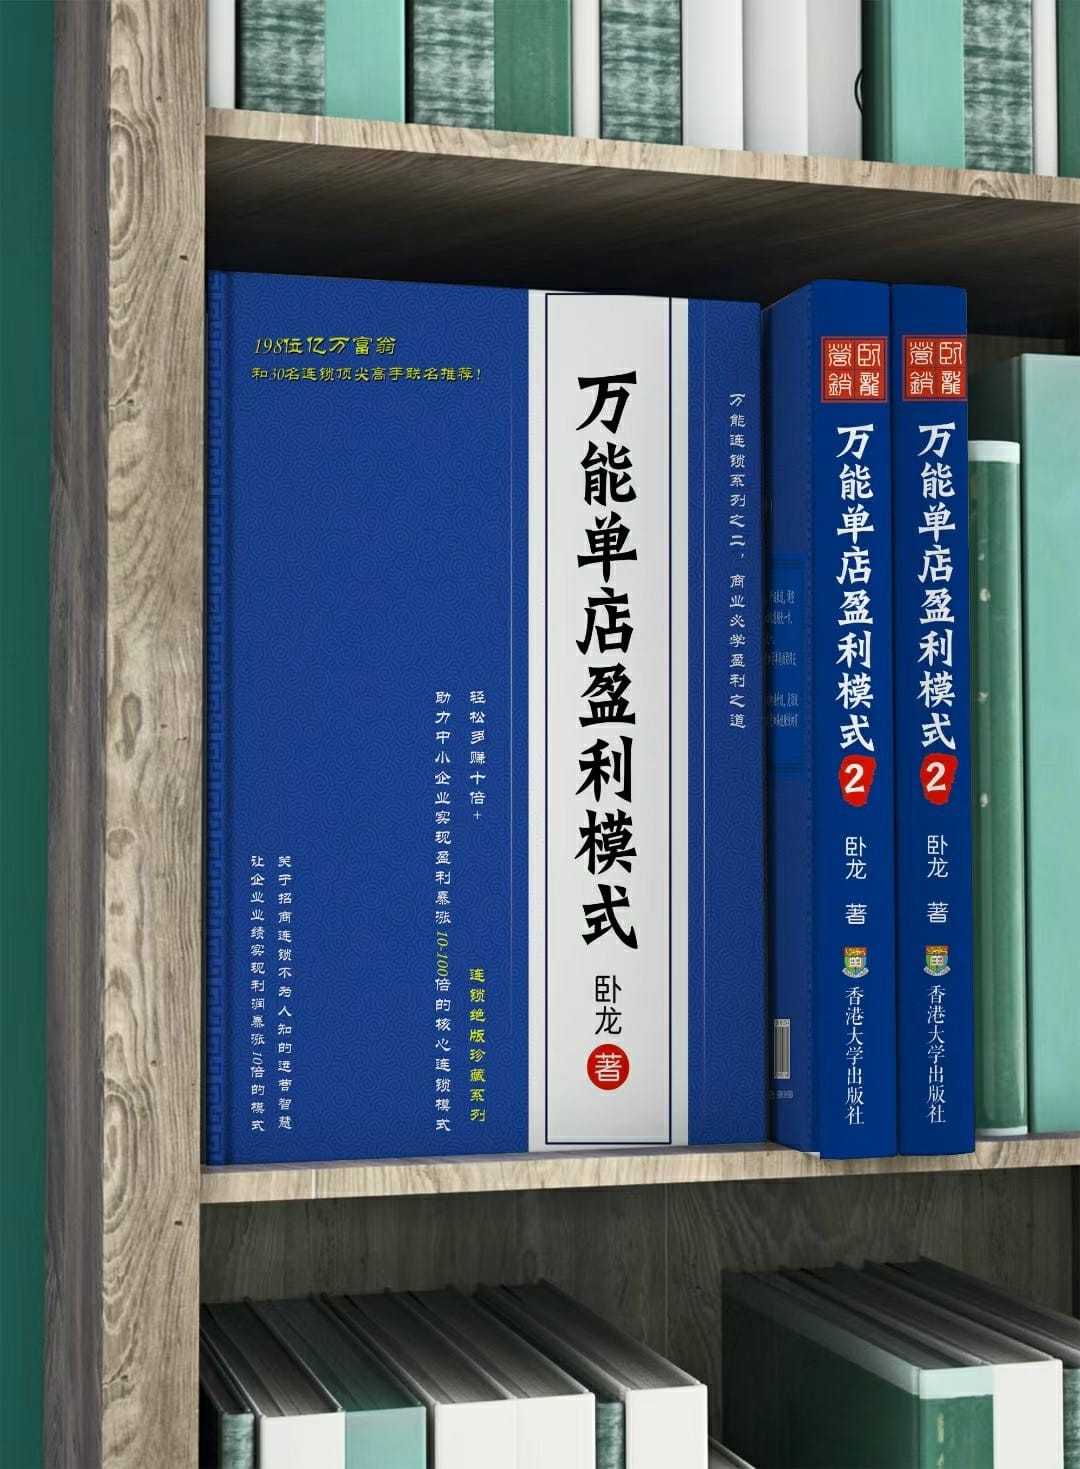 198位亿万富翁
和30名连锁顶尖高手联名推荐！
万能连锁系列之二，商业必学盈利之道
万能单店盈利模式
卧龙
著
轻松多赚十倍+
连锁绝版珍藏系列
助力中小企业实现盈利暴涨10-100倍的核心连锁模式
关于招商连锁不为人知的运营智慧
让企业业绩实现利润暴涨10倍的模式
卧龍
營銷
万能单店盈利模式
2
卧龙 著
香港大学出版社
卧龍
營銷
万能单店盈利模式
2
卧龙 著
香港大学出版社